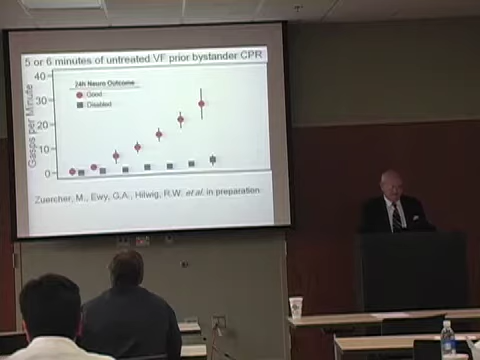 5 or 6 minutes of untreated VF prior bystander CPR
24h Neuro Outcome
Good
Disabled
Gasps per Minute
40
30
20
10
0
Zuercher, M., Ewy, G.A., Hilwig, R.W. et.al. in preparation.